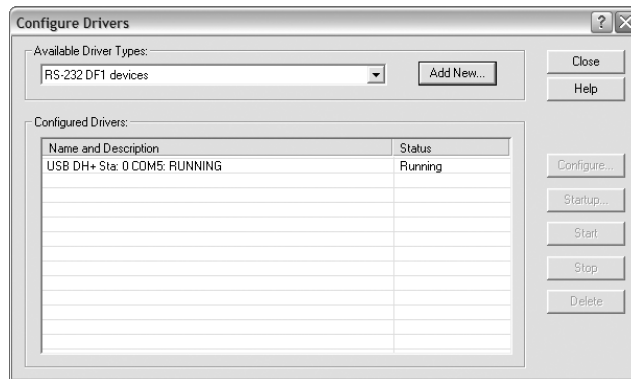 Configure Drivers
Available Driver Types:
RS-232 DF1 devices
Add New...
Close
Help
Configured Drivers:
Name and Description Status
USB DH+ Sta: 0 COM5: RUNNING Running
Configure...
Startup...
Start
Stop
Delete